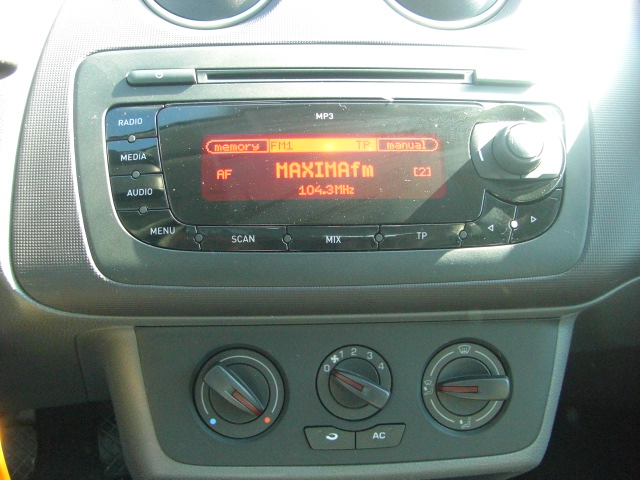 MP3
RADIO
MEDIA
AUDIO
MENU
memory FM1 TP manual
AF MAXIMAfm [2]
104.3MHz
SCAN MIX TP
0 1 2 3 4
AC